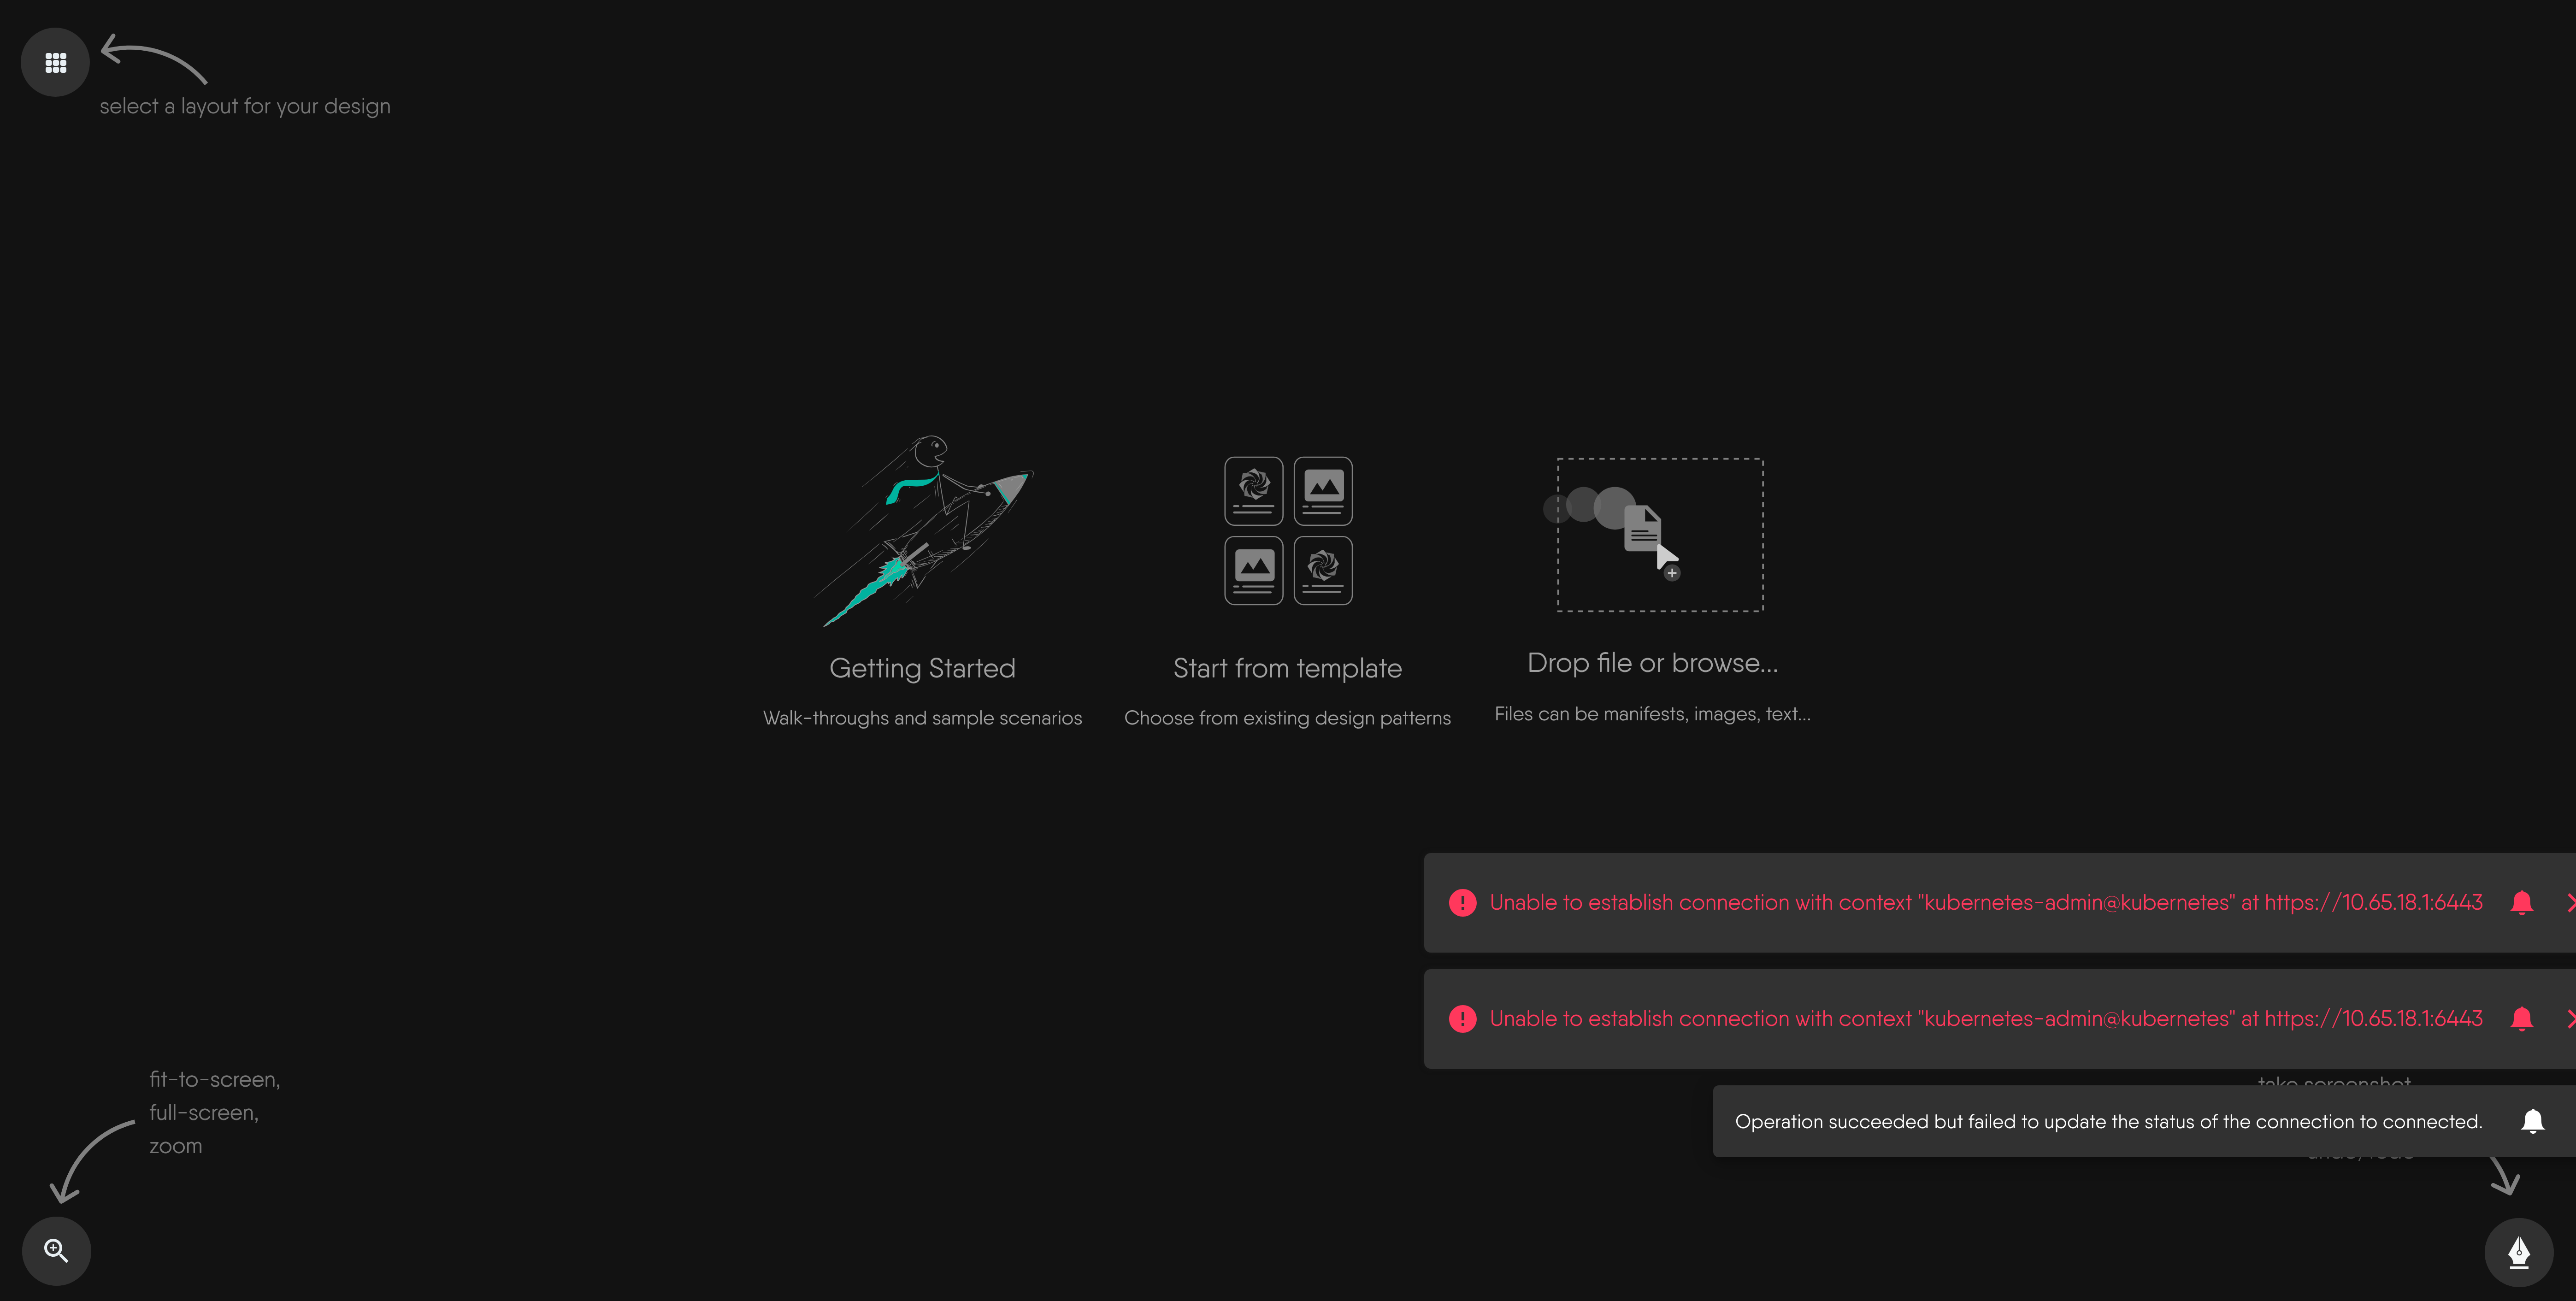 select a layout for your design
Getting Started
Walk-throughs and sample scenarios
Start from template
Choose from existing design patterns
Drop file or browse...
Files can be manifests, images, text...
Unable to establish connection with context "kubernetes-admin@kubernetes" at https://10.65.18.1:6443
Unable to establish connection with context "kubernetes-admin@kubernetes" at https://10.65.18.1:6443
fit-to-screen,
full-screen,
zoom
take screenshot
Operation succeeded but failed to update the status of the connection to connected.